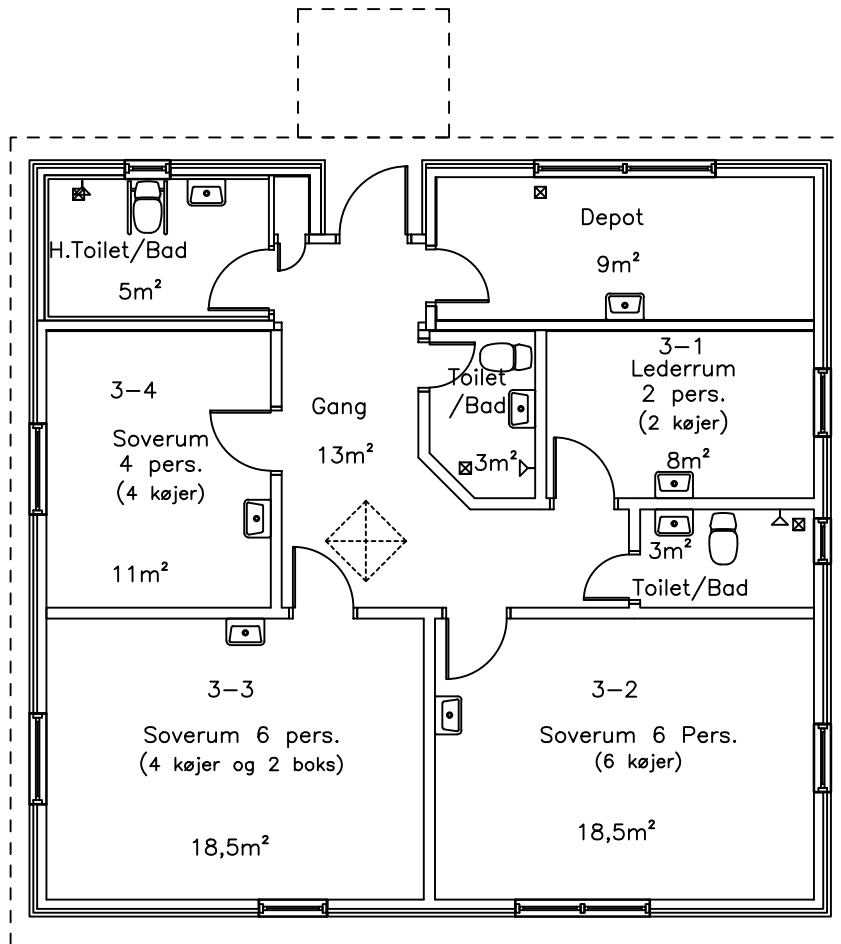 H.Toilet/Bad
5m²
Depot
9m²
3-4
Soverum
4 pers.
(4 køjer)
11m²
Gang
13m²
Toilet
/Bad
3m²
3-1
Lederrum
2 pers.
(2 køjer)
8m²
3m²
Toilet/Bad
3-3
Soverum 6 pers.
(4 køjer og 2 boks)
18,5m²
3-2
Soverum 6 Pers.
(6 køjer)
18,5m²